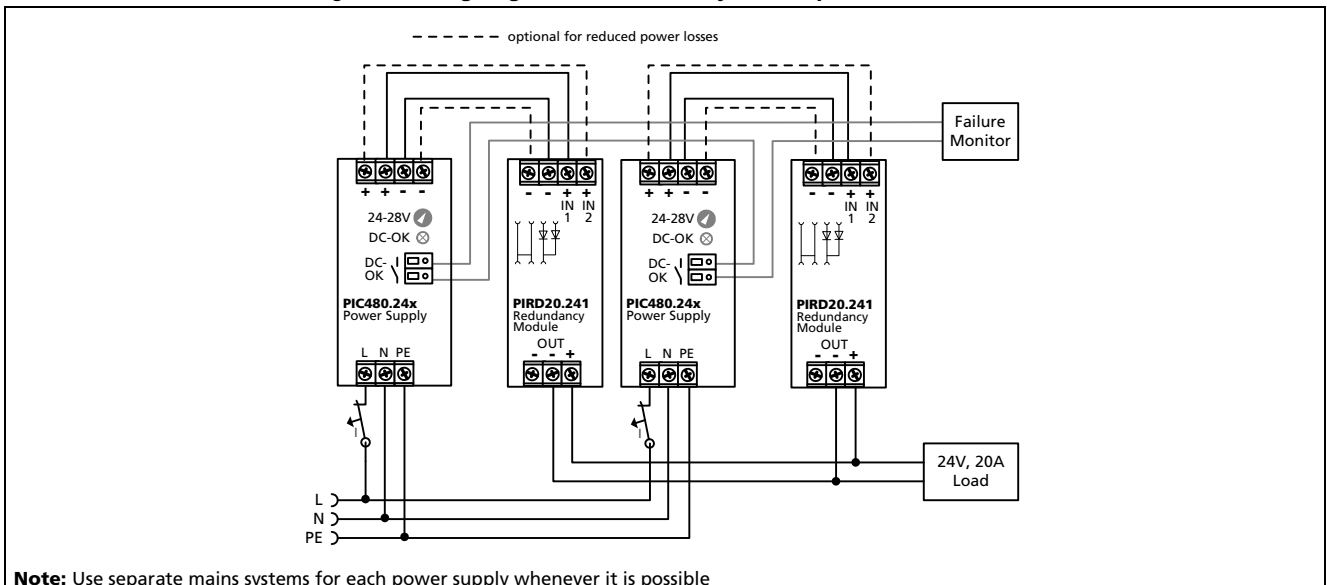 optional for reduced power losses
Failure
Monitor
+ + - -
- - + +
IN IN
1 2
24-28V
DC-OK
DC-
OK
PIC480.24x
Power Supply
L N PE
PIRD20.241
Redundancy
Module
OUT
- - +
+ + - -
24-28V
DC-OK
DC-
OK
PIC480.24x
Power Supply
L N PE
- - + +
IN IN
1 2
PIRD20.241
Redundancy
Module
OUT
- - +
I
I
24V, 20A
Load
L
N
PE
Note: Use separate mains systems for each power supply whenever it is possible